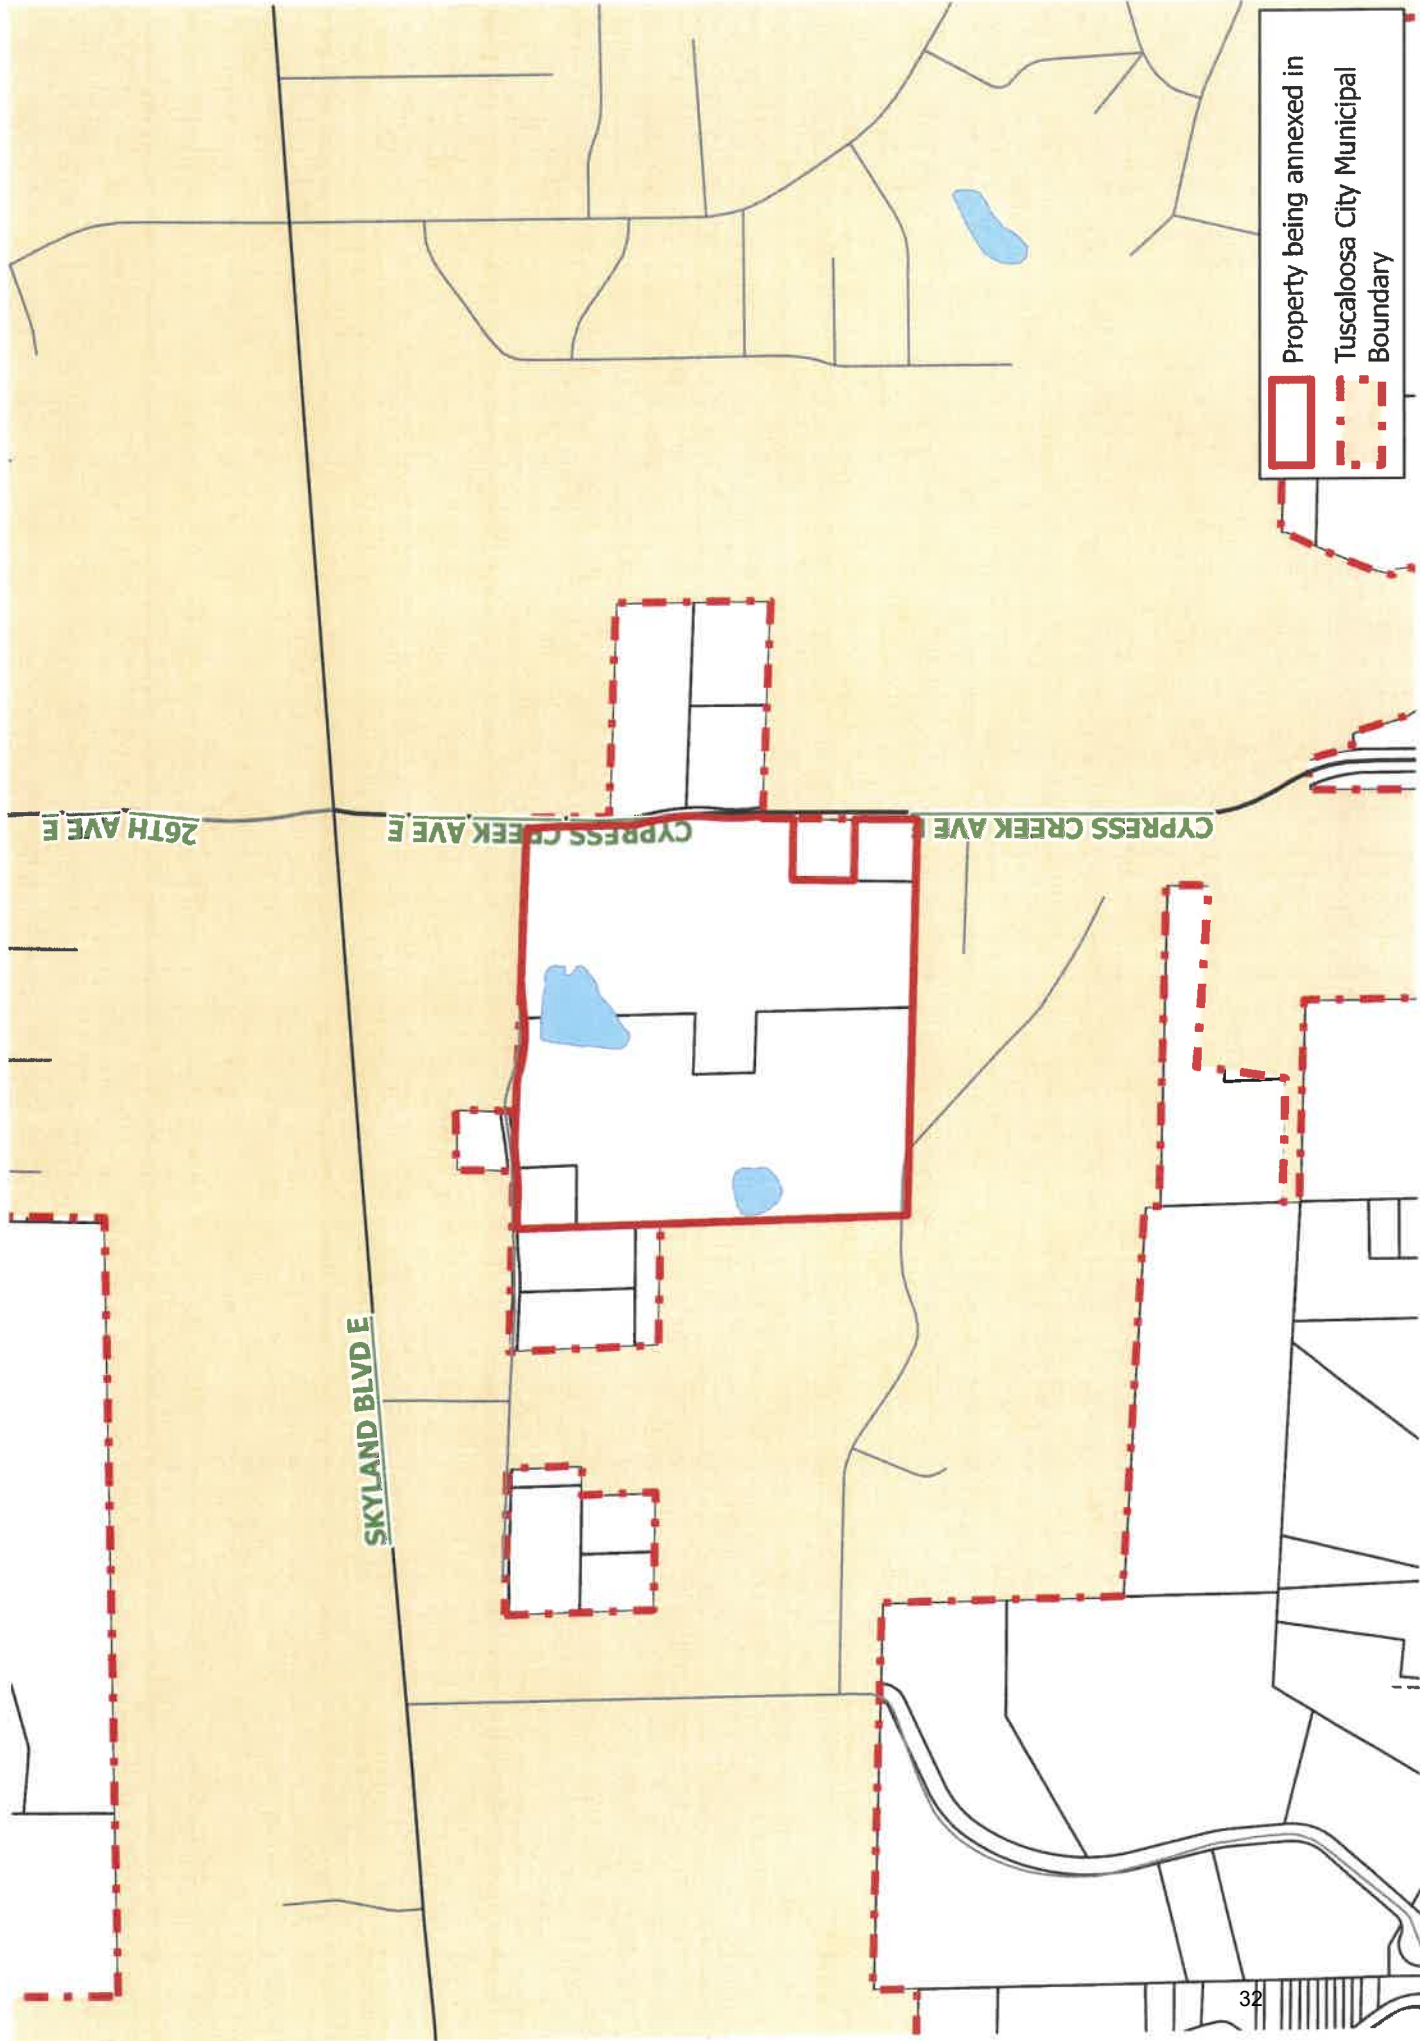 26TH AVE E
CYPRESS CREEK AVE E
CYPRESS CREEK AVE E
SKYLAND BLVD E
Property being annexed in
Tuscaloosa City Municipal
Boundary
32